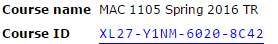 Course name MAC 1105 Spring 2016 TR
Course ID XL27-Y1NM-6020-8C42